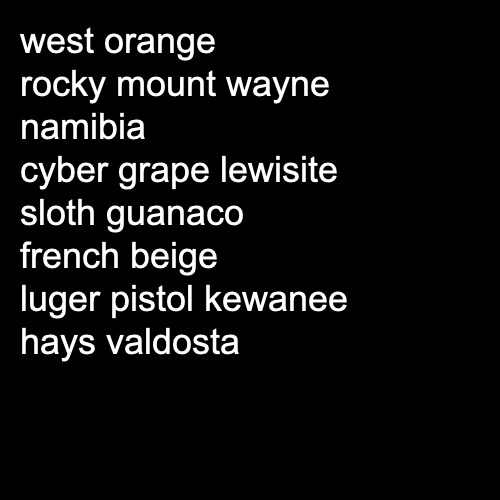 west orange
rocky mount wayne
namibia
cyber grape lewisite
sloth guanaco
french beige
luger pistol kewanee
hays valdosta